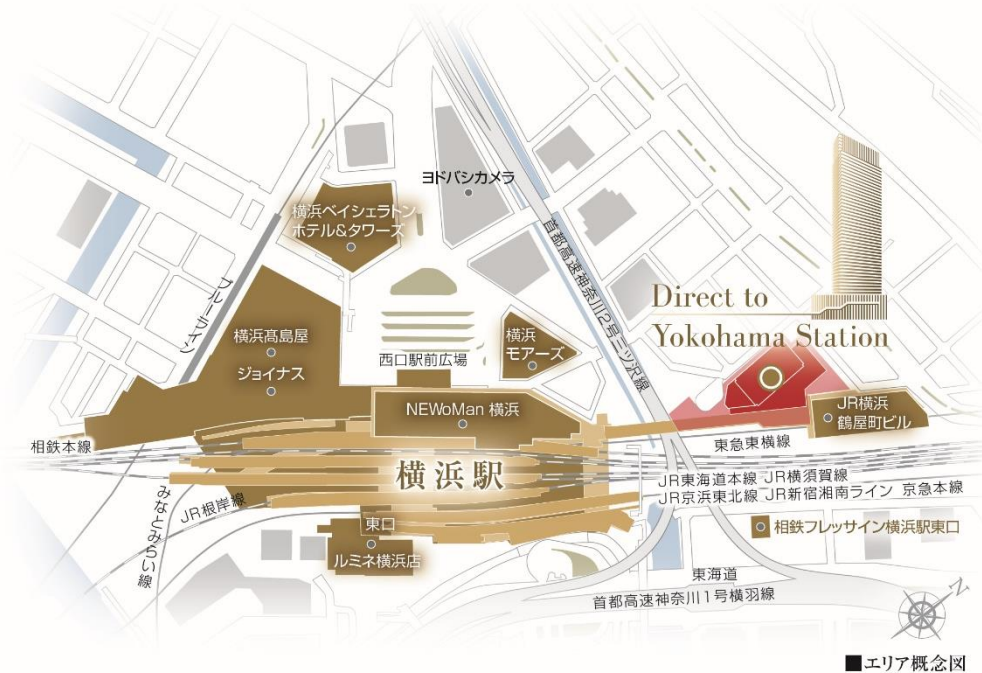 ヨドバシカメラ
横浜ベイシェラトン
ホテル&タワーズ
首都高速神奈川2号三ツ沢線
ブルーライン
Direct to
Yokohama Station
横浜髙島屋
ジョイナス
西口駅前広場
横浜
モアーズ
NEWoMan 横浜
JR横浜
鶴屋町ビル
相鉄本線
東急東横線
横浜駅
JR東海道本線 JR横須賀線
JR京浜東北線 JR新宿湘南ライン 京急本線
みなとみらい線
JR根岸線
東口
ルミネ横浜店
相鉄フレッサイン横浜駅東口
東海道
首都高速神奈川1号横羽線
N
■エリア概念図